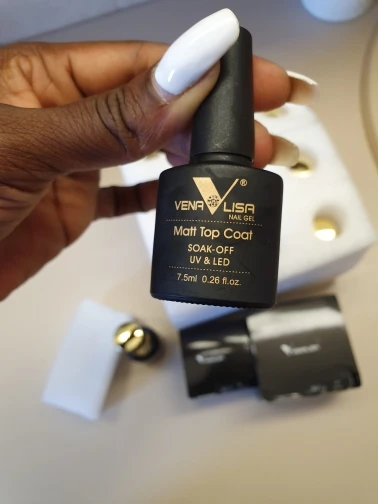 VENA LISA ®
NAIL GEL
Matt Top Coat
SOAK-OFF
UV & LED
7.5ml 0.26 fl.oz.